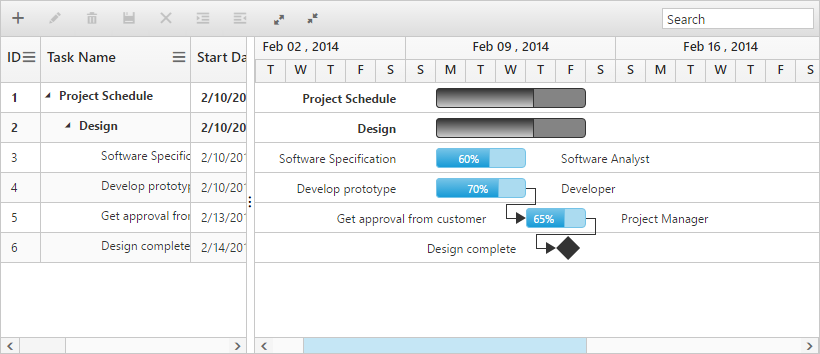 Search
ID Task Name Start Da
Feb 02 , 2014 Feb 09 , 2014 Feb 16 , 2014
T W T F S S M T W T F S S M T W T F S
1 Project Schedule 2/10/20 Project Schedule
2 Design 2/10/20 Design
3 Software Specific 2/10/201 Software Specification 60% Software Analyst
4 Develop prototyp 2/10/201 Develop prototype 70% Developer
5 Get approval fror 2/13/201 Get approval from customer 65% Project Manager
6 Design complete 2/14/201 Design complete